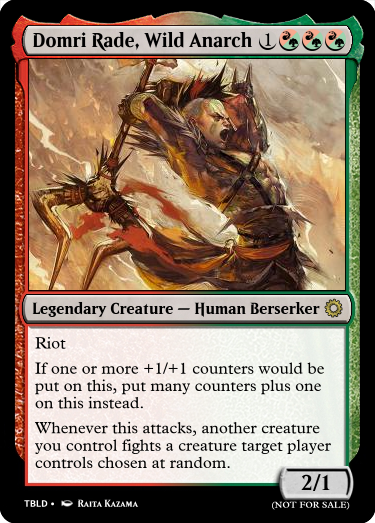 Domri Rade, Wild Anarch 1
Legendary Creature — Human Berserker
Riot
If one or more +1/+1 counters would be
put on this, put many counters plus one
on this instead.
Whenever this attacks, another creature
you control fights a creature target player
controls chosen at random.
2/1
TBLD • Raita Kazama
(NOT FOR SALE)